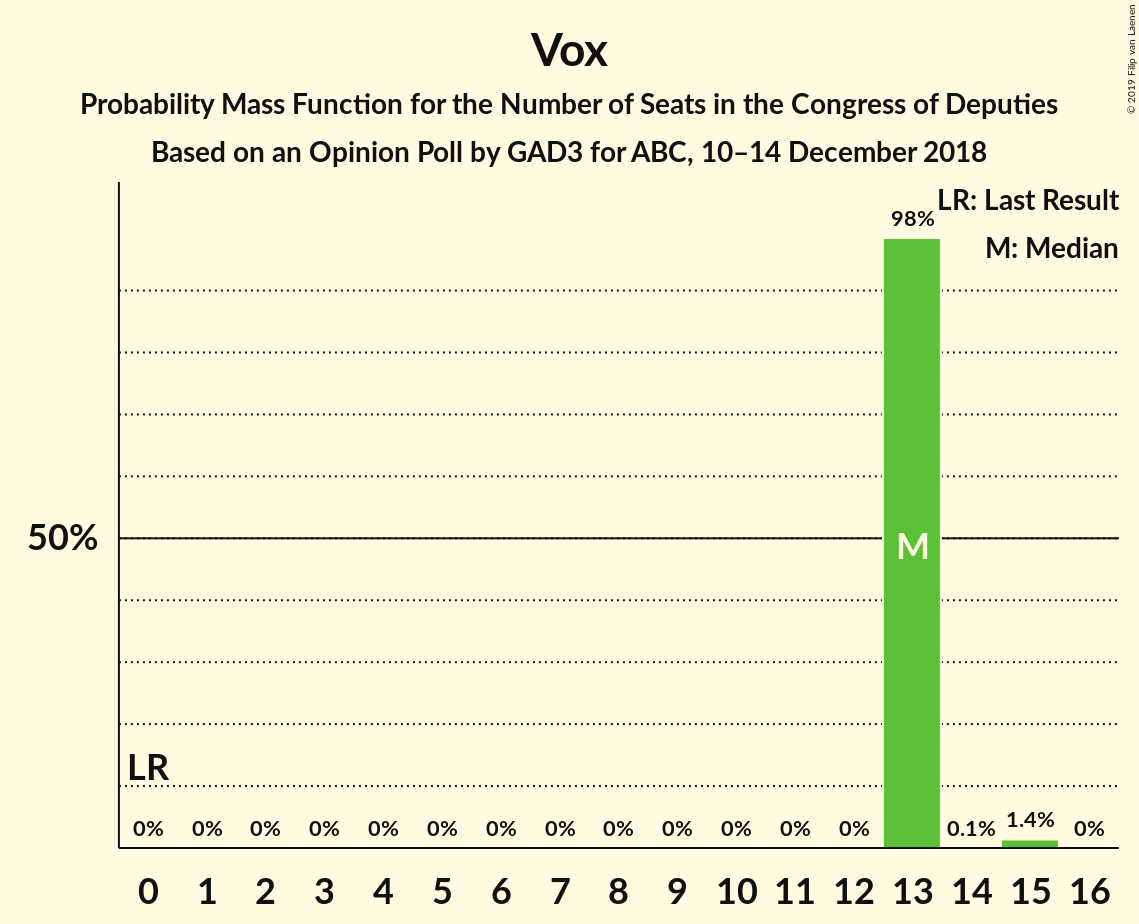 Vox
Probability Mass Function for the Number of Seats in the Congress of Deputies
Based on an Opinion Poll by GAD3 for ABC, 10–14 December 2018
© 2019 Filip van Laenen
LR: Last Result
M: Median
98%
50%
M
LR
0% 0% 0% 0% 0% 0% 0% 0% 0% 0% 0% 0% 0% 0.1% 1.4% 0%
0 1 2 3 4 5 6 7 8 9 10 11 12 13 14 15 16